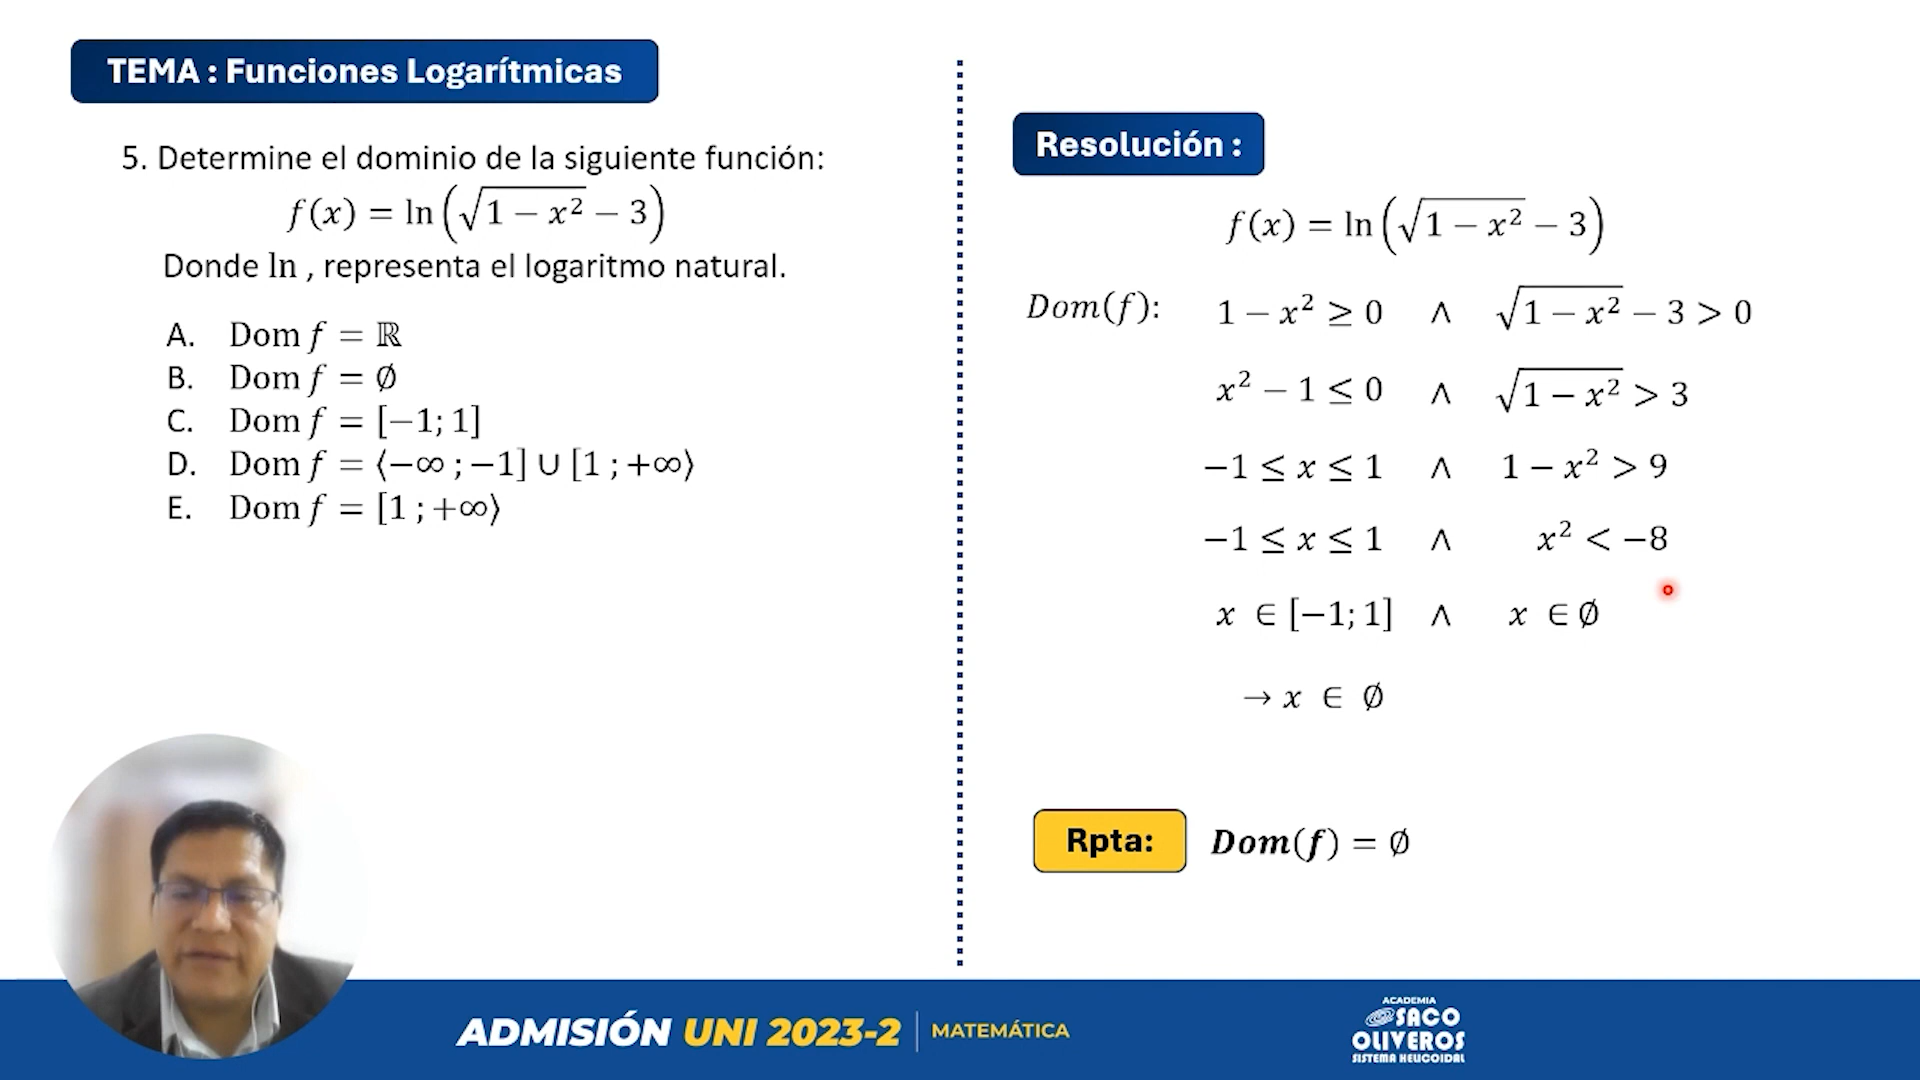 TEMA : Funciones Logarítmicas
5. Determine el dominio de la siguiente función:
f(x) = ln(√(1 − x²) − 3)
Donde ln , representa el logaritmo natural.
A. Dom f = ℝ
B. Dom f = ∅
C. Dom f = [−1; 1]
D. Dom f = ⟨−∞ ; −1] ∪ [1 ; +∞⟩
E. Dom f = [1 ; +∞⟩
Resolución :
f(x) = ln(√(1 − x²) − 3)
Dom(f): 1 − x² ≥ 0 ∧ √(1 − x²) − 3 > 0
x² − 1 ≤ 0 ∧ √(1 − x²) > 3
−1 ≤ x ≤ 1 ∧ 1 − x² > 9
−1 ≤ x ≤ 1 ∧ x² < −8
x ∈ [−1; 1] ∧ x ∈ ∅
→ x ∈ ∅
Rpta: Dom(f) = ∅
ADMISIÓN UNI 2023-2 | MATEMÁTICA
ACADEMIA
SACO
OLIVEROS
SISTEMA HELICOIDAL